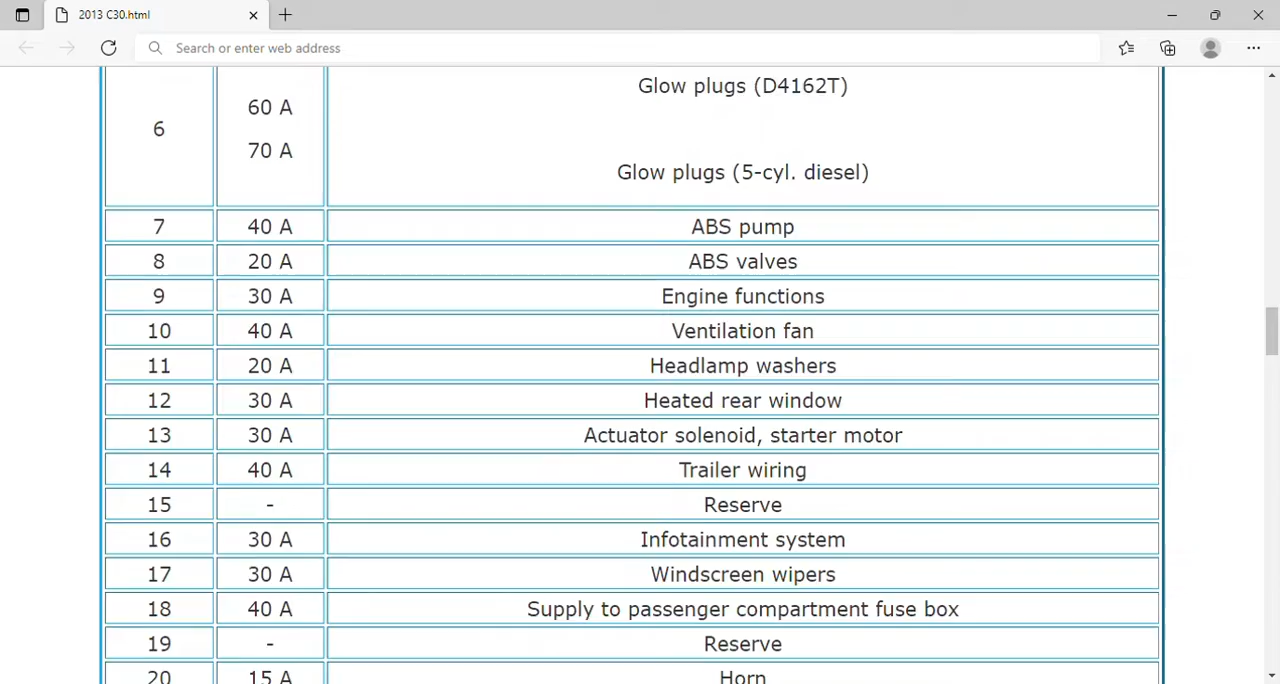 2013 C30.html
Search or enter web address
Glow plugs (D4162T)
60 A
6
70 A
Glow plugs (5-cyl. diesel)
7 40 A ABS pump
8 20 A ABS valves
9 30 A Engine functions
10 40 A Ventilation fan
11 20 A Headlamp washers
12 30 A Heated rear window
13 30 A Actuator solenoid, starter motor
14 40 A Trailer wiring
15 - Reserve
16 30 A Infotainment system
17 30 A Windscreen wipers
18 40 A Supply to passenger compartment fuse box
19 - Reserve
20 15 A Horn